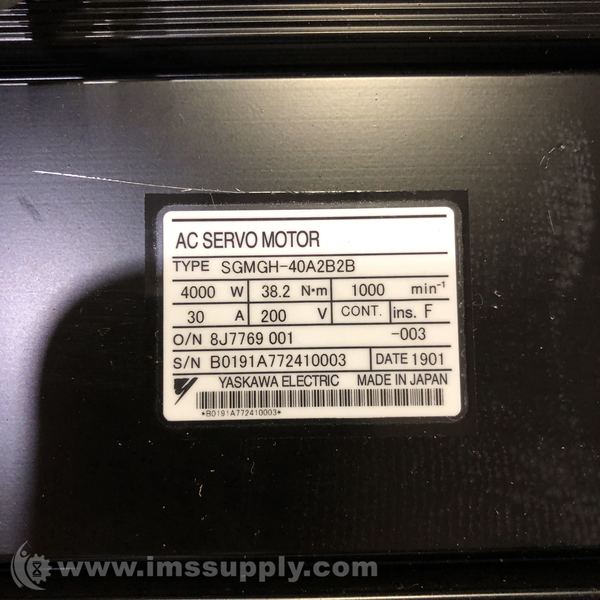 AC SERVO MOTOR
TYPE SGMGH-40A2B2B
4000 W 38.2 N•m 1000 min⁻¹
30 A 200 V CONT. ins. F
O/N 8J7769 001 -003
S/N B0191A772410003 DATE 1901
YASKAWA ELECTRIC MADE IN JAPAN
*B0191A772410003*
www.imssupply.com